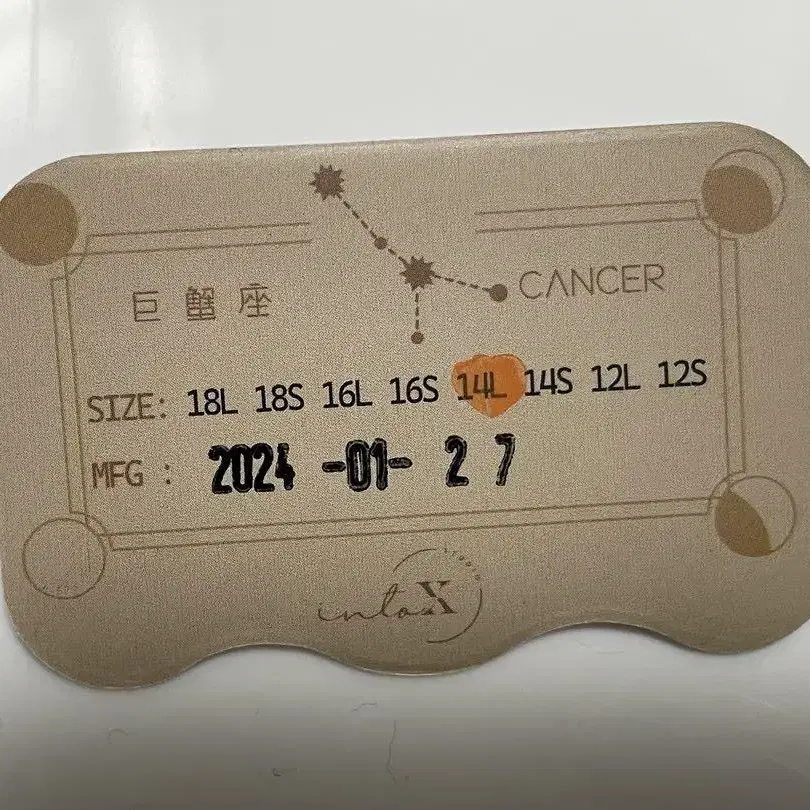 巨蟹座
CANCER
SIZE: 18L 18S 16L 16S 14L 14S 12L 12S
MFG : 2024 -01- 2 7
studio
intoX